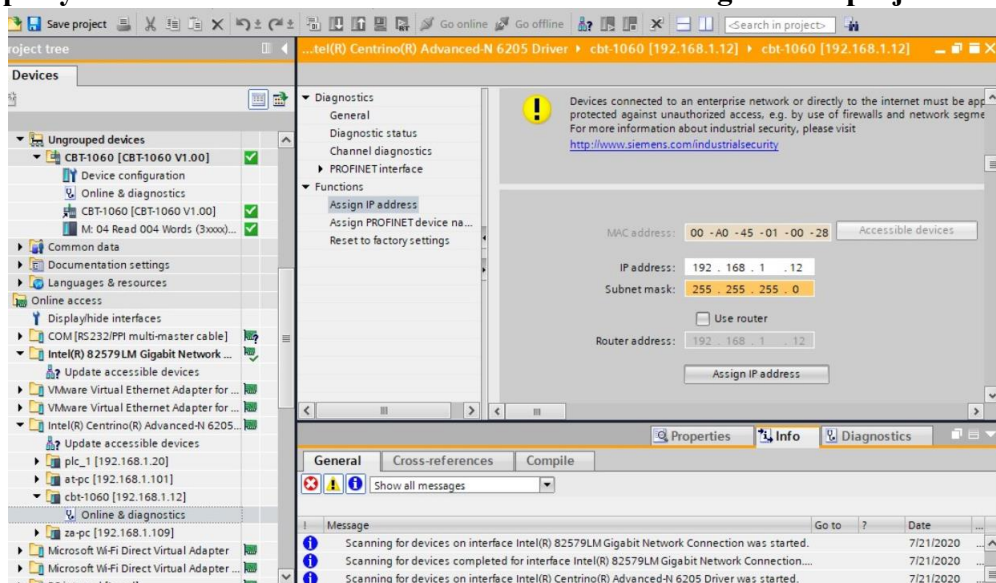 Save project
Go online
Go offline
<Search in project>
roject tree
...tel(R) Centrino(R) Advanced-N 6205 Driver ▸ cbt-1060 [192.168.1.12] ▸ cbt-1060 [192.168.1.12]
Devices
Ungrouped devices
CBT-1060 [CBT-1060 V1.00]
Device configuration
Online & diagnostics
CBT-1060 [CBT-1060 V1.00]
M: 04 Read 004 Words (3xxxx)...
Common data
Documentation settings
Languages & resources
Online access
Display/hide interfaces
COM [RS232/PPI multi-master cable]
Intel(R) 82579LM Gigabit Network ...
Update accessible devices
VMware Virtual Ethernet Adapter for ...
VMware Virtual Ethernet Adapter for ...
Intel(R) Centrino(R) Advanced-N 6205...
Update accessible devices
plc_1 [192.168.1.20]
at-pc [192.168.1.101]
cbt-1060 [192.168.1.12]
Online & diagnostics
za-pc [192.168.1.109]
Microsoft Wi-Fi Direct Virtual Adapter
Microsoft Wi-Fi Direct Virtual Adapter ...
Diagnostics
General
Diagnostic status
Channel diagnostics
PROFINET interface
Functions
Assign IP address
Assign PROFINET device na...
Reset to factory settings
Devices connected to an enterprise network or directly to the internet must be app
protected against unauthorized access, e.g. by use of firewalls and network segme
For more information about industrial security, please visit
http://www.siemens.com/industrialsecurity
MAC address: 00 -A0 -45 -01 -00 -28 Accessible devices
IP address: 192 . 168 . 1 . 12
Subnet mask: 255 . 255 . 255 . 0
Use router
Router address: 192 . 168 . 1 . 12
Assign IP address
Properties
Info
Diagnostics
General
Cross-references
Compile
Show all messages
! Message Go to ? Date
Scanning for devices on interface Intel(R) 82579LM Gigabit Network Connection was started. 7/21/2020
Scanning for devices completed for interface Intel(R) 82579LM Gigabit Network Connection.... 7/21/2020
Scanning for devices on interface Intel(R) Centrino(R) Advanced-N 6205 Driver was started. 7/21/2020